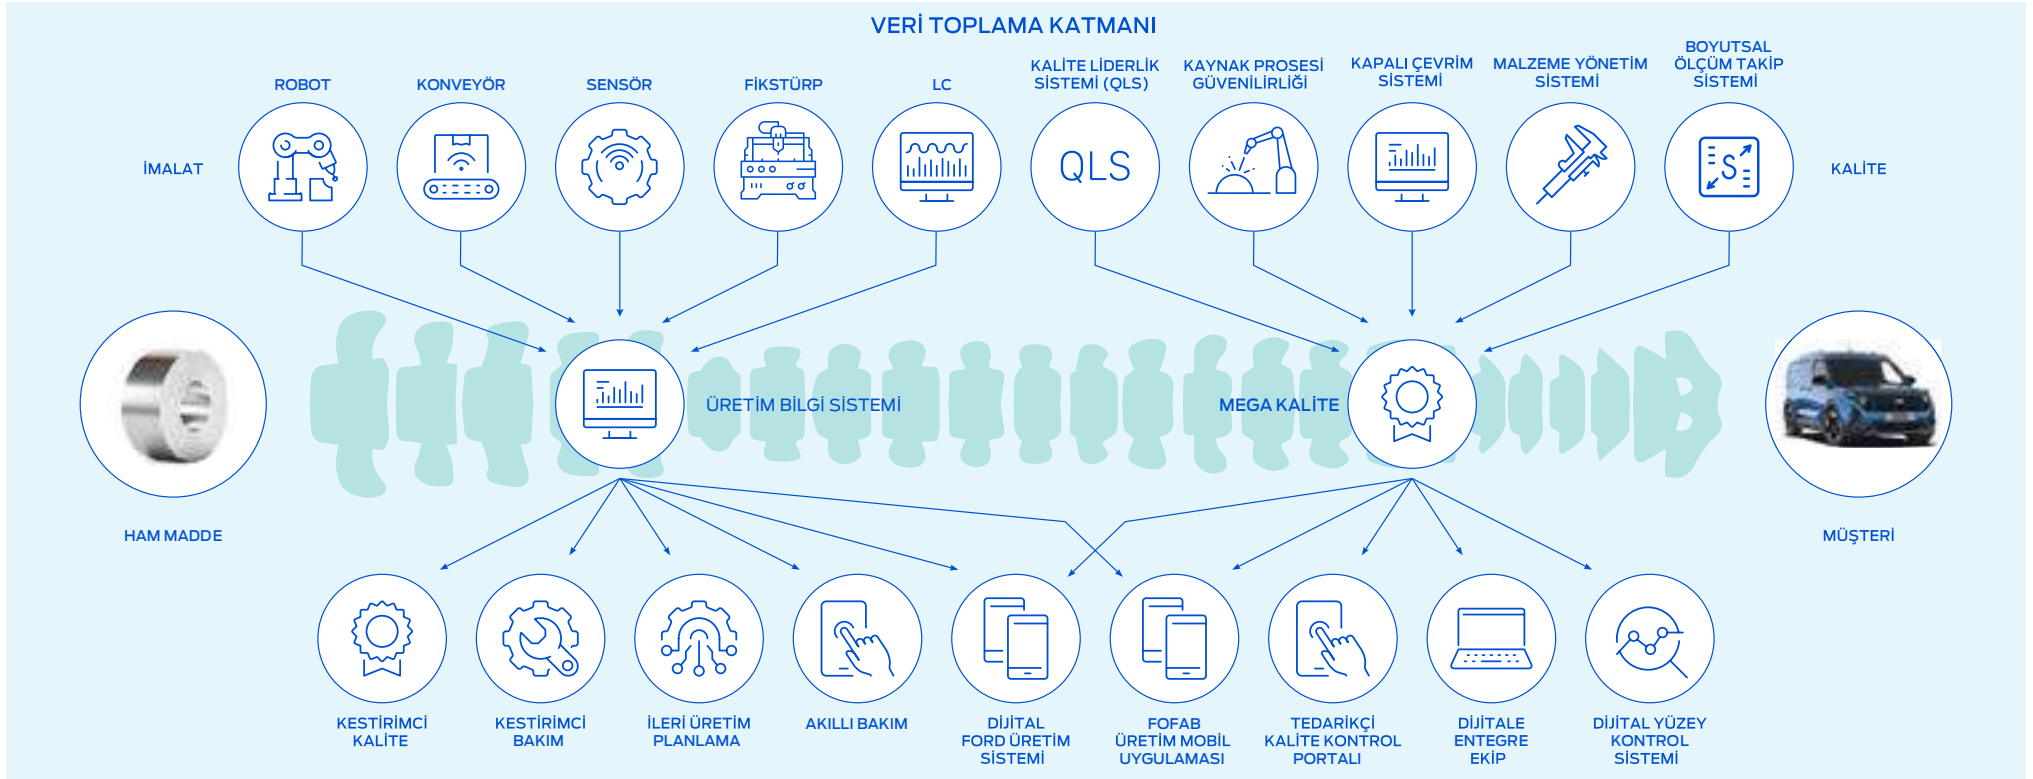 VERİ TOPLAMA KATMANI
ROBOT
KONVEYÖR
SENSÖR
FİKSTÜRP
LC
KALİTE LİDERLİK
SİSTEMİ (QLS)
KAYNAK PROSESİ
GÜVENİLİRLİĞİ
KAPALI ÇEVRİM
SİSTEMİ
MALZEME YÖNETİM
SİSTEMİ
BOYUTSAL
ÖLÇÜM TAKİP
SİSTEMİ
İMALAT
QLS
S
KALİTE
ÜRETİM BİLGİ SİSTEMİ
MEGA KALİTE
HAM MADDE
MÜŞTERİ
KESTİRİMCİ
KALİTE
KESTİRİMCİ
BAKIM
İLERİ ÜRETİM
PLANLAMA
AKILLI BAKIM
DİJİTAL
FORD ÜRETİM
SİSTEMİ
FOFAB
ÜRETİM MOBİL
UYGULAMASI
TEDARİKÇİ
KALİTE KONTROL
PORTALI
DİJİTALE
ENTEGRE
EKİP
DİJİTAL YÜZEY
KONTROL
SİSTEMİ